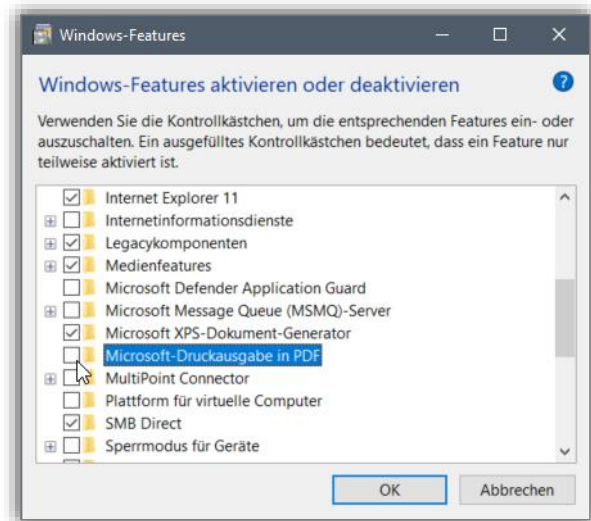 Windows-Features
Windows-Features aktivieren oder deaktivieren
Verwenden Sie die Kontrollkästchen, um die entsprechenden Features ein- oder
auszuschalten. Ein ausgefülltes Kontrollkästchen bedeutet, dass ein Feature nur
teilweise aktiviert ist.
Internet Explorer 11
Internetinformationsdienste
Legacykomponenten
Medienfeatures
Microsoft Defender Application Guard
Microsoft Message Queue (MSMQ)-Server
Microsoft XPS-Dokument-Generator
Microsoft-Druckausgabe in PDF
MultiPoint Connector
Plattform für virtuelle Computer
SMB Direct
Sperrmodus für Geräte
OK
Abbrechen